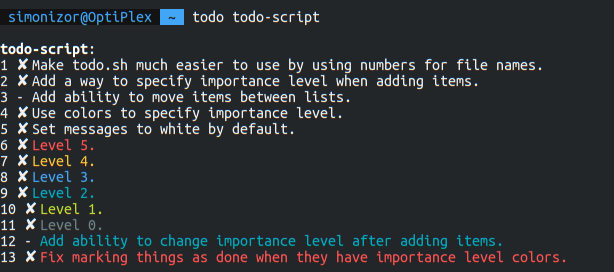 simonizor@OptiPlex ~ todo todo-script
todo-script:
1 ✘ Make todo.sh much easier to use by using numbers for file names.
2 ✘ Add a way to specify importance level when adding items.
3 - Add ability to move items between lists.
4 ✘ Use colors to specify importance level.
5 ✘ Set messages to white by default.
6 ✘ Level 5.
7 ✘ Level 4.
8 ✘ Level 3.
9 ✘ Level 2.
10 ✘ Level 1.
11 ✘ Level 0.
12 - Add ability to change importance level after adding items.
13 ✘ Fix marking things as done when they have importance level colors.